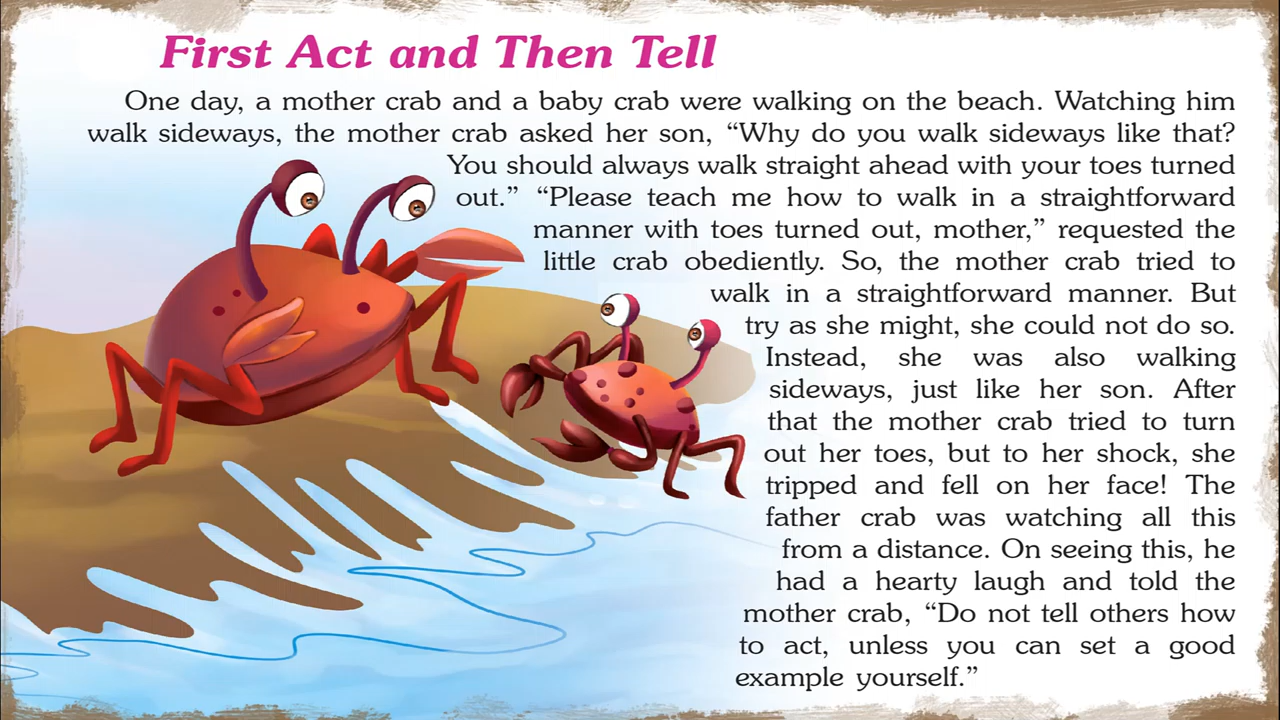 First Act and Then Tell
One day, a mother crab and a baby crab were walking on the beach. Watching him
walk sideways, the mother crab asked her son, “Why do you walk sideways like that?
You should always walk straight ahead with your toes turned
out.” “Please teach me how to walk in a straightforward
manner with toes turned out, mother,” requested the
little crab obediently. So, the mother crab tried to
walk in a straightforward manner. But
try as she might, she could not do so.
Instead, she was also walking
sideways, just like her son. After
that the mother crab tried to turn
out her toes, but to her shock, she
tripped and fell on her face! The
father crab was watching all this
from a distance. On seeing this, he
had a hearty laugh and told the
mother crab, “Do not tell others how
to act, unless you can set a good
example yourself.”